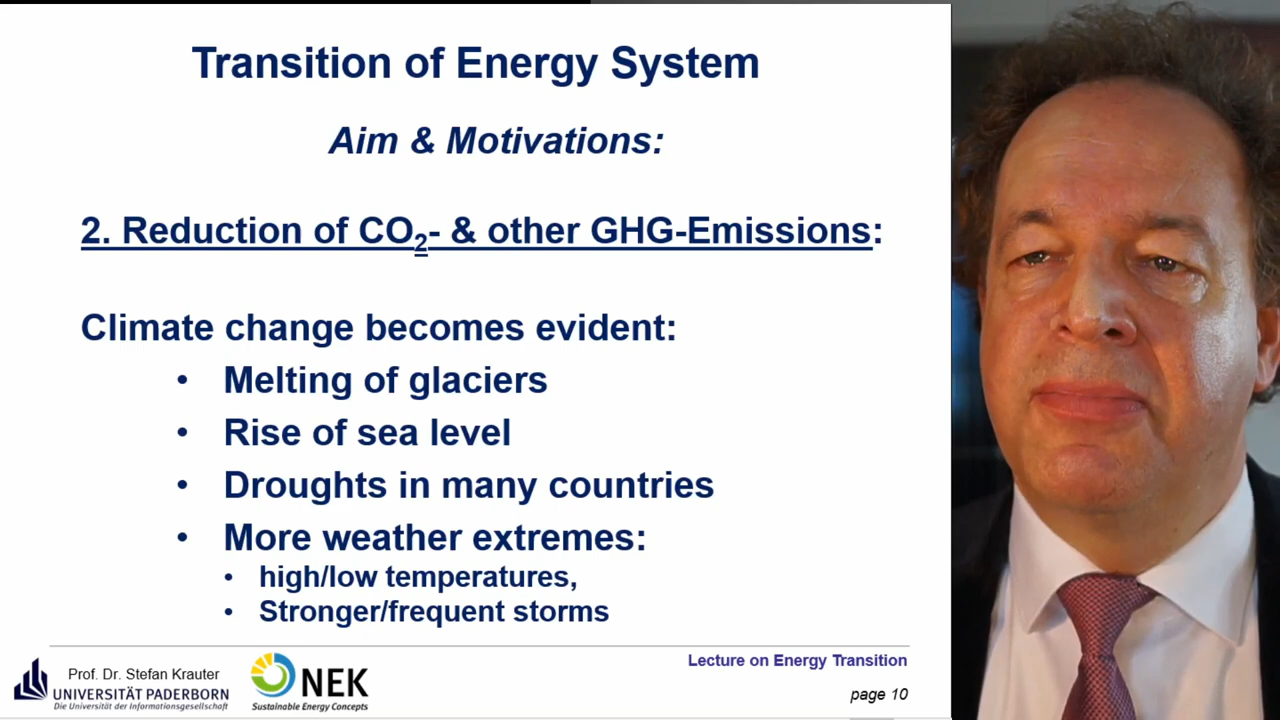 Transition of Energy System
Aim & Motivations:
2. Reduction of CO₂- & other GHG-Emissions:
Climate change becomes evident:
• Melting of glaciers
• Rise of sea level
• Droughts in many countries
• More weather extremes:
• high/low temperatures,
• Stronger/frequent storms
Prof. Dr. Stefan Krauter
UNIVERSITÄT PADERBORN
Die Universität der Informationsgesellschaft
NEK
Sustainable Energy Concepts
Lecture on Energy Transition
page 10